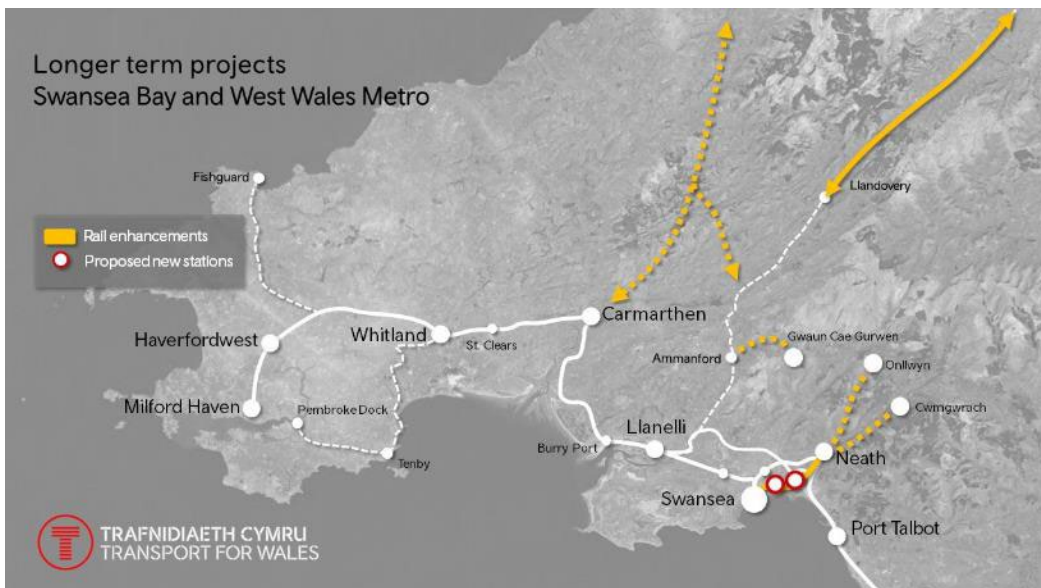 Longer term projects
Swansea Bay and West Wales Metro
Fishguard
Llandovery
Rail enhancements
Proposed new stations
Haverfordwest
Whitland
St. Clears
Carmarthen
Ammanford
Gwaun Cae Gurwen
Onllwyn
Milford Haven
Pembroke Dock
Cwmgwrach
Tenby
Burry Port
Llanelli
Neath
Swansea
Port Talbot
TRAFNIDIAETH CYMRU
TRANSPORT FOR WALES